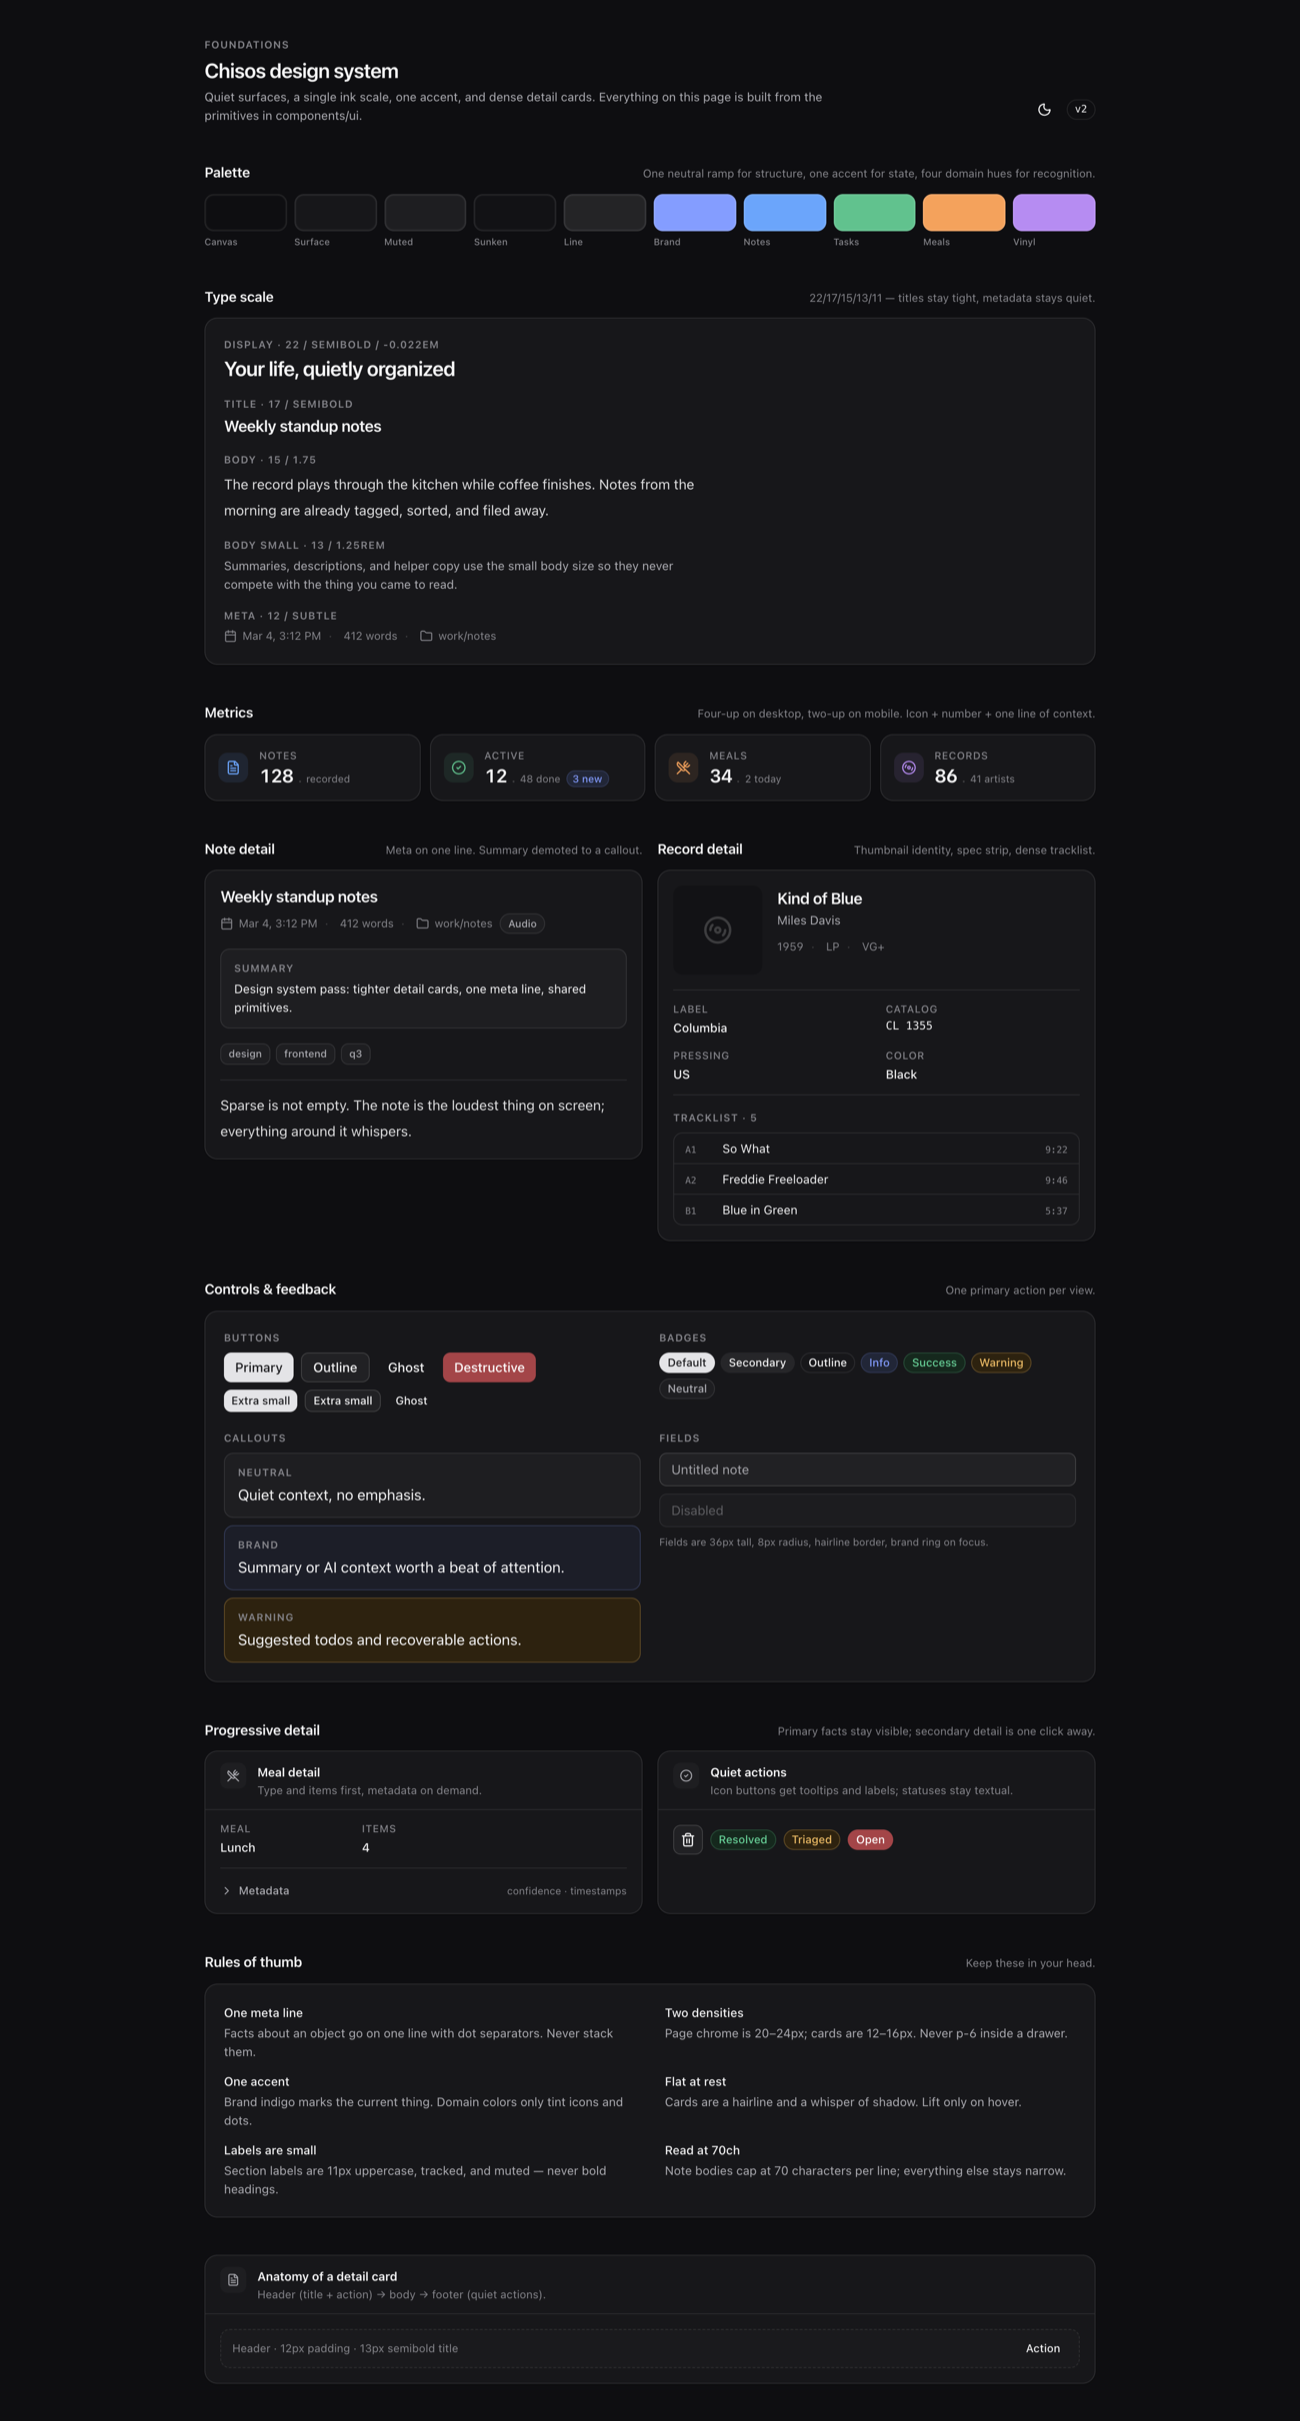 FOUNDATIONS
Chisos design system
Quiet surfaces, a single ink scale, one accent, and dense detail cards. Everything on this page is built from the
primitives in components/ui.
v2
Palette
One neutral ramp for structure, one accent for state, four domain hues for recognition.
Canvas
Surface
Muted
Sunken
Line
Brand
Notes
Tasks
Meals
Vinyl
Type scale
22/17/15/13/11 — titles stay tight, metadata stays quiet.
DISPLAY · 22 / SEMIBOLD / -0.022EM
Your life, quietly organized
TITLE · 17 / SEMIBOLD
Weekly standup notes
BODY · 15 / 1.75
The record plays through the kitchen while coffee finishes. Notes from the
morning are already tagged, sorted, and filed away.
BODY SMALL · 13 / 1.25REM
Summaries, descriptions, and helper copy use the small body size so they never
compete with the thing you came to read.
META · 12 / SUBTLE
Mar 4, 3:12 PM · 412 words · work/notes
Metrics
Four-up on desktop, two-up on mobile. Icon + number + one line of context.
NOTES
128 · recorded
ACTIVE
12 · 48 done 3 new
MEALS
34 · 2 today
RECORDS
86 · 41 artists
Note detail
Meta on one line. Summary demoted to a callout.
Weekly standup notes
Mar 4, 3:12 PM · 412 words · work/notes Audio
SUMMARY
Design system pass: tighter detail cards, one meta line, shared
primitives.
design frontend q3
Sparse is not empty. The note is the loudest thing on screen;
everything around it whispers.
Record detail
Thumbnail identity, spec strip, dense tracklist.
Kind of Blue
Miles Davis
1959 · LP · VG+
LABEL
Columbia
CATALOG
CL 1355
PRESSING
US
COLOR
Black
TRACKLIST · 5
A1 So What 9:22
A2 Freddie Freeloader 9:46
B1 Blue in Green 5:37
Controls & feedback
One primary action per view.
BUTTONS
Primary Outline Ghost Destructive
Extra small Extra small Ghost
BADGES
Default Secondary Outline Info Success Warning
Neutral
CALLOUTS
NEUTRAL
Quiet context, no emphasis.
BRAND
Summary or AI context worth a beat of attention.
WARNING
Suggested todos and recoverable actions.
FIELDS
Untitled note
Disabled
Fields are 36px tall, 8px radius, hairline border, brand ring on focus.
Progressive detail
Primary facts stay visible; secondary detail is one click away.
Meal detail
Type and items first, metadata on demand.
MEAL
Lunch
ITEMS
4
Metadata
confidence · timestamps
Quiet actions
Icon buttons get tooltips and labels; statuses stay textual.
Resolved Triaged Open
Rules of thumb
Keep these in your head.
One meta line
Facts about an object go on one line with dot separators. Never stack
them.
Two densities
Page chrome is 20–24px; cards are 12–16px. Never p-6 inside a drawer.
One accent
Brand indigo marks the current thing. Domain colors only tint icons and
dots.
Flat at rest
Cards are a hairline and a whisper of shadow. Lift only on hover.
Labels are small
Section labels are 11px uppercase, tracked, and muted — never bold
headings.
Read at 70ch
Note bodies cap at 70 characters per line; everything else stays narrow.
Anatomy of a detail card
Header (title + action) → body → footer (quiet actions).
Header · 12px padding · 13px semibold title
Action